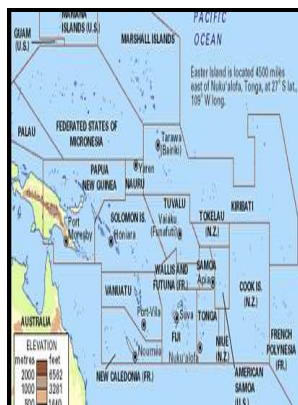 PACIFIC
OCEAN
MARIANA
ISLANDS (U.S.)
GUAM
(U.S.)
MARSHALL ISLANDS
Easter Island is located 4500 miles
east of Nuku'alofa, Tonga, at 27° S lat.,
109° W long.
PALAU
FEDERATED STATES OF
MICRONESIA
Tarawa
(Bairiki)
Yaren
PAPUA
NEW GUINEA
NAURU
KIRIBATI
TUVALU
Vaiaku
(Funafuti)
TOKELAU
(N.Z.)
SOLOMON IS.
Port
Moresby
Honiara
WALLIS AND
FUTUNA (FR.)
SAMOA
Apia
COOK IS.
(N.Z.)
VANUATU
Port-Vila
Suva
FIJI
TONGA
Nuku'alofa
NIUE
(N.Z.)
AUSTRALIA
Nouméa
NEW CALEDONIA (FR.)
AMERICAN
SAMOA
(U.S.)
FRENCH
POLYNESIA
(FR.)
ELEVATION
metres feet
2000 6562
1000 3281
500